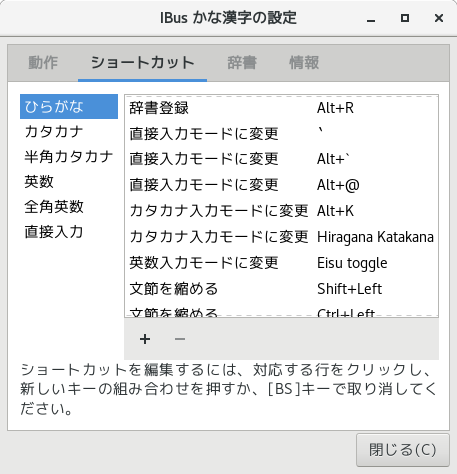 IBus かな漢字の設定
動作 ショートカット 辞書 情報
ひらがな
カタカナ
半角カタカナ
英数
全角英数
直接入力
辞書登録 Alt+R
直接入力モードに変更 `
直接入力モードに変更 Alt+`
直接入力モードに変更 Alt+@
カタカナ入力モードに変更 Alt+K
カタカナ入力モードに変更 Hiragana Katakana
英数入力モードに変更 Eisu toggle
文節を縮める Shift+Left
文節を縮める Ctrl+Left
+ −
ショートカットを編集するには、対応する行をクリックし、
新しいキーの組み合わせを押すか、[BS]キーで取り消してく
ださい。
閉じる(C)